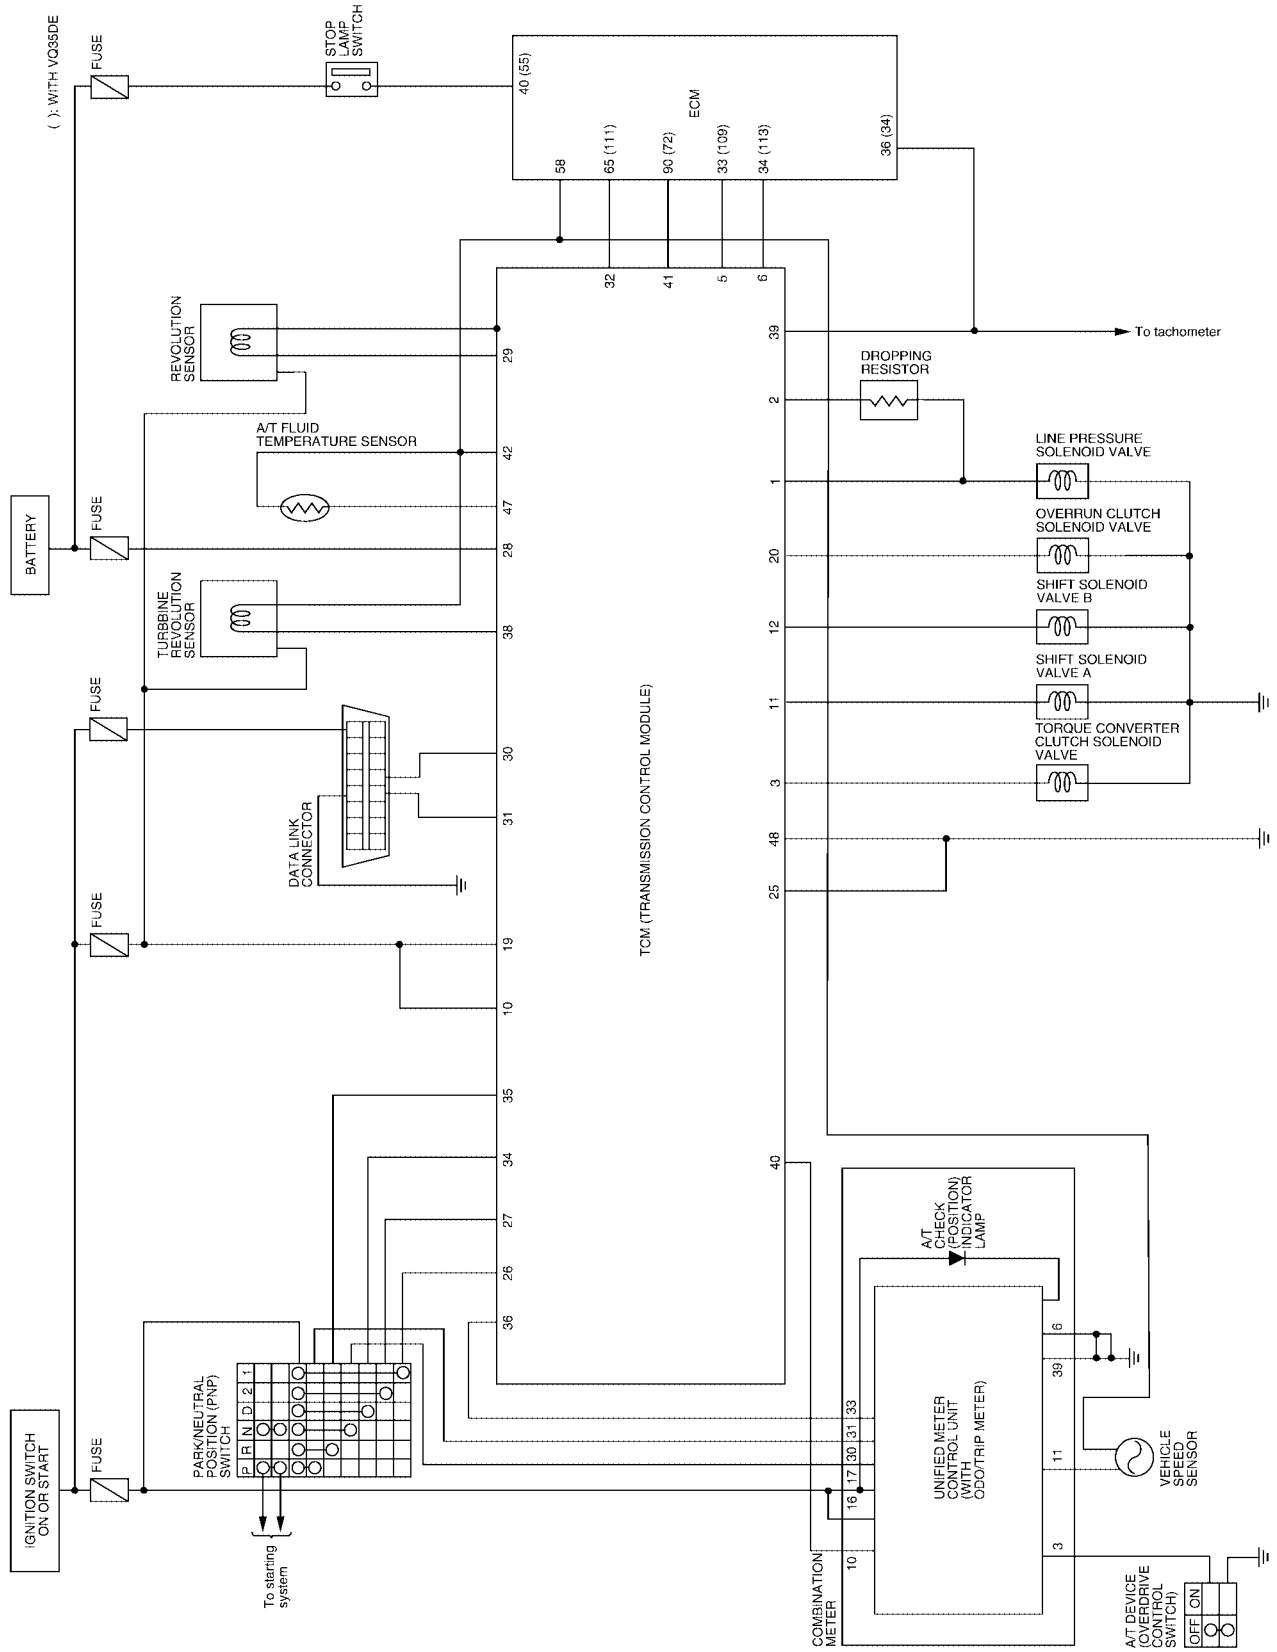 ( ): WITH VQ35DE
BATTERY
FUSE
STOP
LAMP
SWITCH
40 (55)
ECM
58
65 (111)
90 (72)
33 (109)
34 (113)
36 (34)
REVOLUTION
SENSOR
A/T FLUID
TEMPERATURE SENSOR
FUSE
TURBBINE
REVOLUTION
SENSOR
FUSE
DATA LINK
CONNECTOR
FUSE
IGNITION SWITCH
ON OR START
FUSE
PARK/NEUTRAL
POSITION (PNP)
SWITCH
P R N D 2 1
To starting
system
29
42
47
28
38
30
31
19
10
35
34
27
26
36
32
41
5
6
TCM (TRANSMISSION CONTROL MODULE)
39
2
1
20
12
11
3
48
25
40
To tachometer
DROPPING
RESISTOR
LINE PRESSURE
SOLENOID VALVE
OVERRUN CLUTCH
SOLENOID VALVE
SHIFT SOLENOID
VALVE B
SHIFT SOLENOID
VALVE A
TORQUE CONVERTER
CLUTCH SOLENOID
VALVE
COMBINATION
METER
10
16
17
30
31
33
UNIFIED METER
CONTROL UNIT
(WITH
ODO/TRIP METER)
A/T
CHECK
(POSITION)
INDICATOR
LAMP
3
11
39
6
VEHICLE
SPEED
SENSOR
A/T DEVICE
(OVERDRIVE
CONTROL
SWITCH)
OFF ON